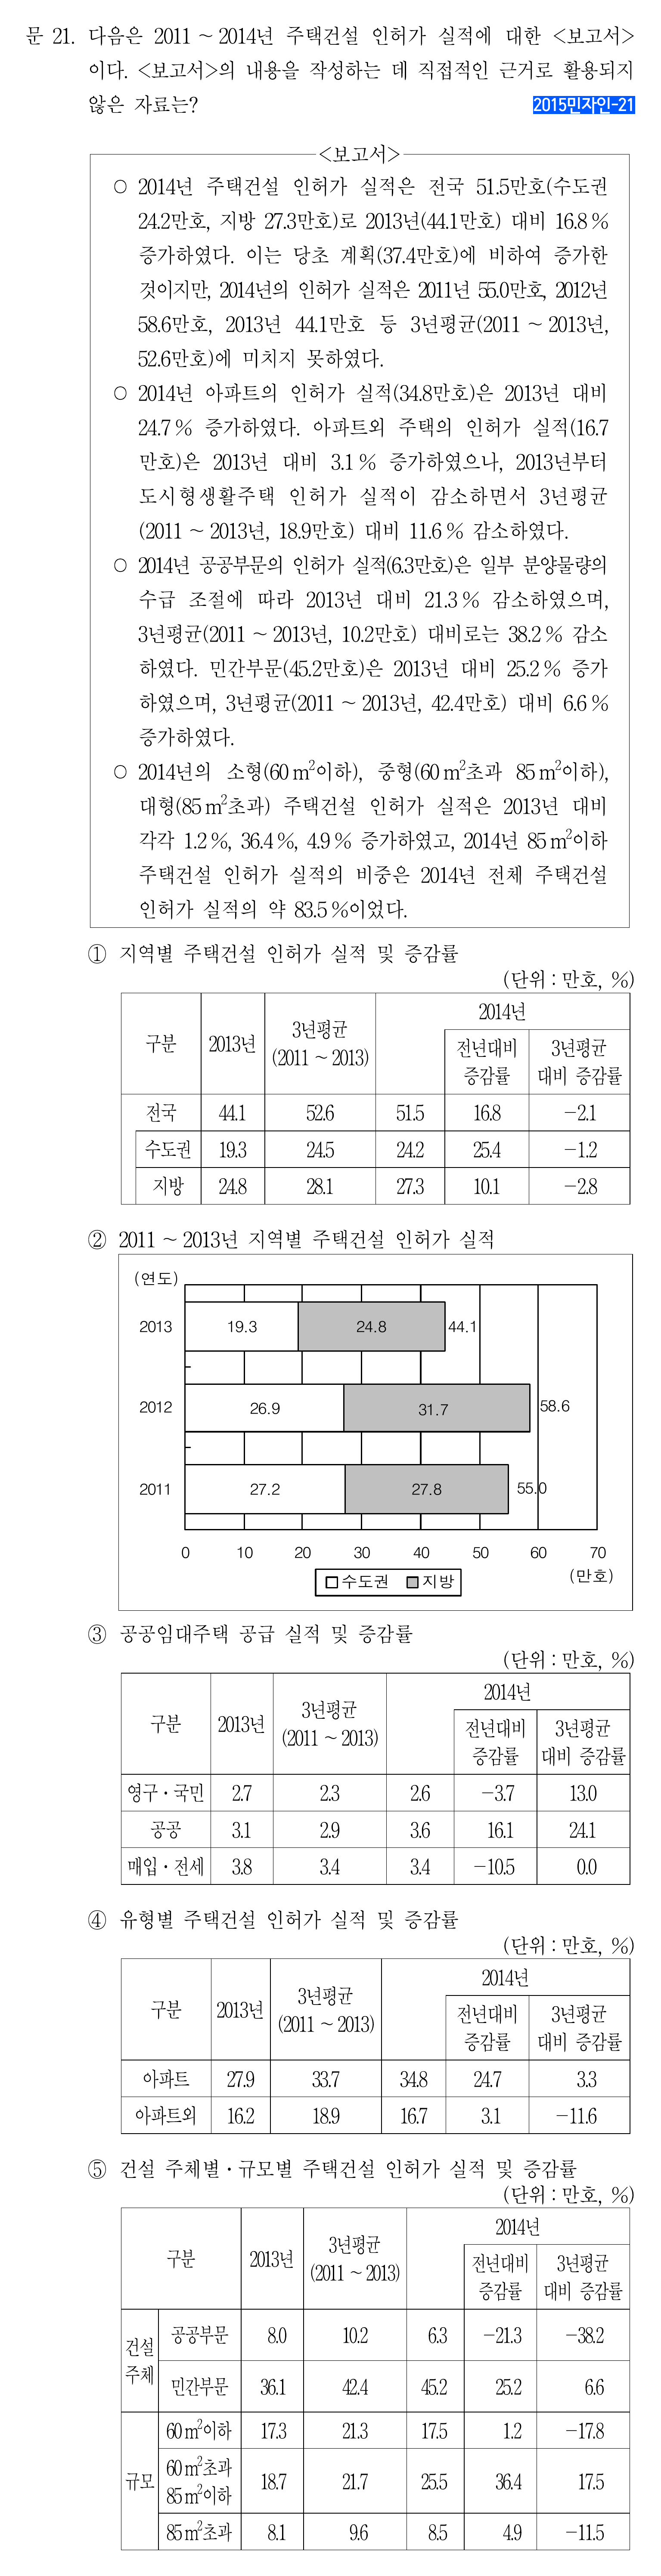 문 21. 다음은 2011 ~ 2014년 주택건설 인허가 실적에 대한 <보고서>
이다. <보고서>의 내용을 작성하는 데 직접적인 근거로 활용되지
않은 자료는? 2015민자인-21
<보고서>
○ 2014년 주택건설 인허가 실적은 전국 51.5만호(수도권
24.2만호, 지방 27.3만호)로 2013년(44.1만호) 대비 16.8 %
증가하였다. 이는 당초 계획(37.4만호)에 비하여 증가한
것이지만, 2014년의 인허가 실적은 2011년 55.0만호, 2012년
58.6만호, 2013년 44.1만호 등 3년평균(2011 ~ 2013년,
52.6만호)에 미치지 못하였다.
○ 2014년 아파트의 인허가 실적(34.8만호)은 2013년 대비
24.7 % 증가하였다. 아파트외 주택의 인허가 실적(16.7
만호)은 2013년 대비 3.1 % 증가하였으나, 2013년부터
도시형생활주택 인허가 실적이 감소하면서 3년평균
(2011 ~ 2013년, 18.9만호) 대비 11.6 % 감소하였다.
○ 2014년 공공부문의 인허가 실적(6.3만호)은 일부 분양물량의
수급 조절에 따라 2013년 대비 21.3 % 감소하였으며,
3년평균(2011 ~ 2013년, 10.2만호) 대비로는 38.2 % 감소
하였다. 민간부문(45.2만호)은 2013년 대비 25.2 % 증가
하였으며, 3년평균(2011 ~ 2013년, 42.4만호) 대비 6.6 %
증가하였다.
○ 2014년의 소형(60 m²이하), 중형(60 m²초과 85 m²이하),
대형(85 m²초과) 주택건설 인허가 실적은 2013년 대비
각각 1.2 %, 36.4 %, 4.9 % 증가하였고, 2014년 85 m²이하
주택건설 인허가 실적의 비중은 2014년 전체 주택건설
인허가 실적의 약 83.5 %이었다.
① 지역별 주택건설 인허가 실적 및 증감률
(단위 : 만호, %)
구분 2013년 3년평균 (2011 ~ 2013) 2014년
전년대비 증감률 3년평균 대비 증감률
전국 44.1 52.6 51.5 16.8 −2.1
수도권 19.3 24.5 24.2 25.4 −1.2
지방 24.8 28.1 27.3 10.1 −2.8
② 2011 ~ 2013년 지역별 주택건설 인허가 실적
(연도)
2013 19.3 24.8 44.1
2012 26.9 31.7 58.6
2011 27.2 27.8 55.0
0 10 20 30 40 50 60 70
(만호)
수도권 지방
③ 공공임대주택 공급 실적 및 증감률
(단위 : 만호, %)
구분 2013년 3년평균 (2011 ~ 2013) 2014년
전년대비 증감률 3년평균 대비 증감률
영구·국민 2.7 2.3 2.6 −3.7 13.0
공공 3.1 2.9 3.6 16.1 24.1
매입·전세 3.8 3.4 3.4 −10.5 0.0
④ 유형별 주택건설 인허가 실적 및 증감률
(단위 : 만호, %)
구분 2013년 3년평균 (2011 ~ 2013) 2014년
전년대비 증감률 3년평균 대비 증감률
아파트 27.9 33.7 34.8 24.7 3.3
아파트외 16.2 18.9 16.7 3.1 −11.6
⑤ 건설 주체별·규모별 주택건설 인허가 실적 및 증감률
(단위 : 만호, %)
구분 2013년 3년평균 (2011 ~ 2013) 2014년
전년대비 증감률 3년평균 대비 증감률
건설 주체 공공부문 8.0 10.2 6.3 −21.3 −38.2
민간부문 36.1 42.4 45.2 25.2 6.6
규모 60 m²이하 17.3 21.3 17.5 1.2 −17.8
60 m²초과 85 m²이하 18.7 21.7 25.5 36.4 17.5
85 m²초과 8.1 9.6 8.5 4.9 −11.5